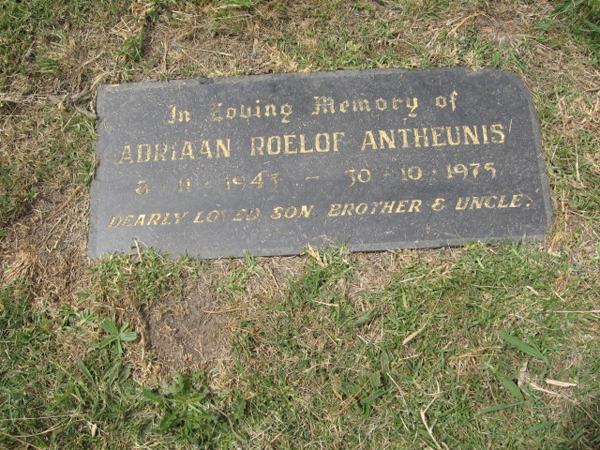 In Loving Memory of
ADRIAAN ROELOF ANTHEUNIS
8 · 11 · 1943 — 30 · 10 · 1975
DEARLY LOVED SON BROTHER & UNCLE.